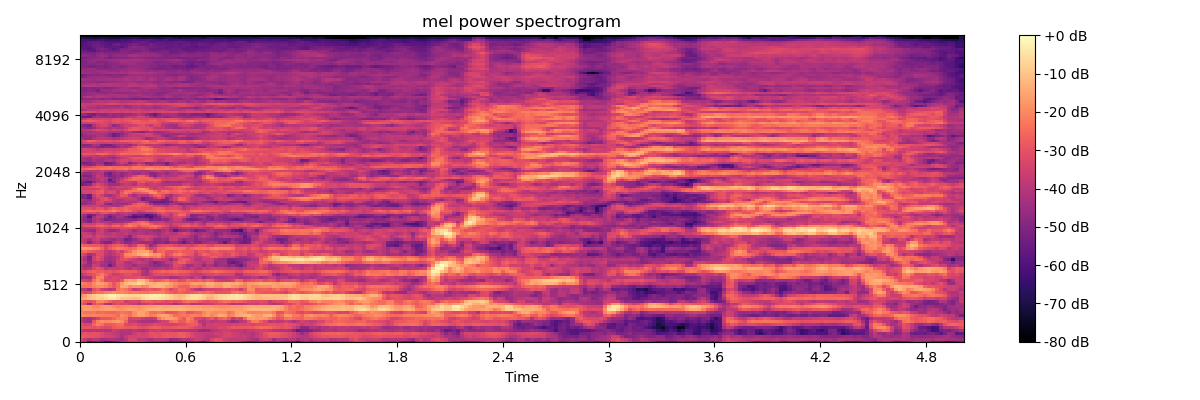 mel power spectrogram
Hz
8192
4096
2048
1024
512
0
0 0.6 1.2 1.8 2.4 3 3.6 4.2 4.8
Time
+0 dB
-10 dB
-20 dB
-30 dB
-40 dB
-50 dB
-60 dB
-70 dB
-80 dB